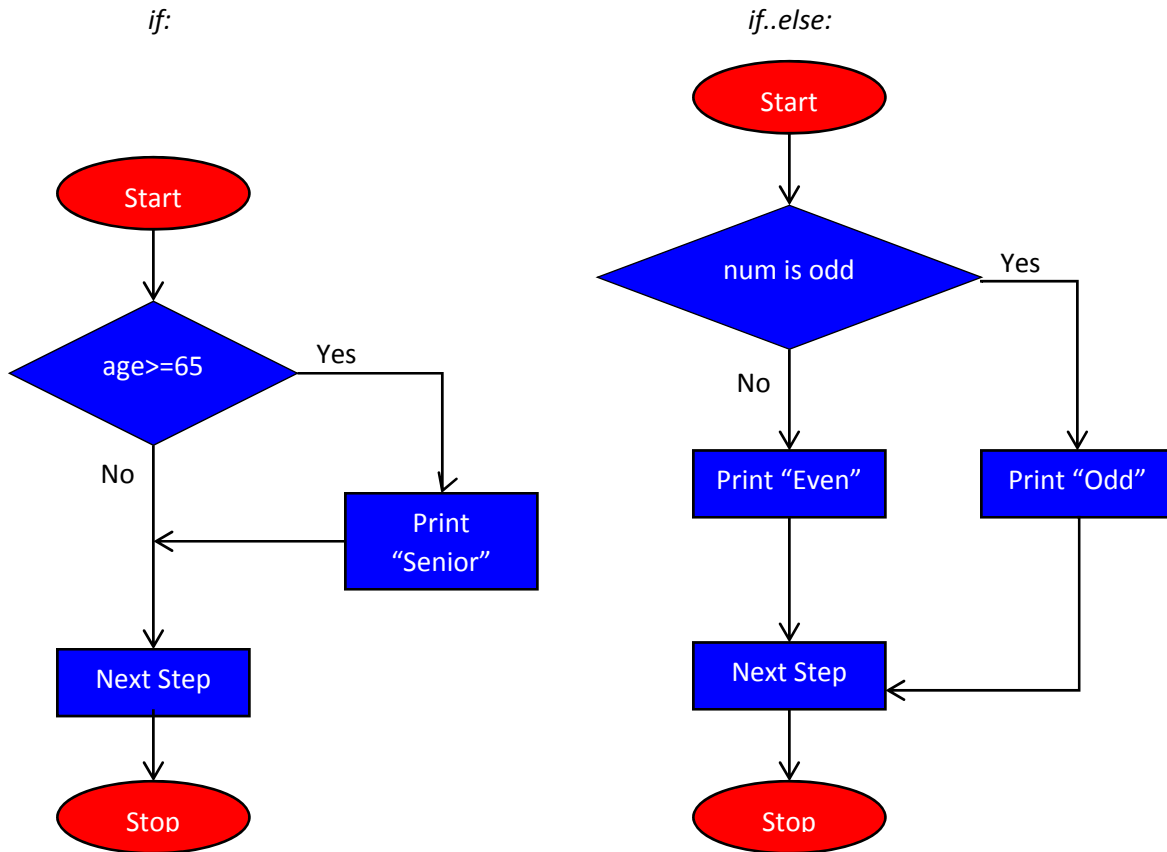 if:
Start
age>=65
Yes
No
Print
“Senior”
Next Step
Stop
if..else:
Start
num is odd
Yes
No
Print “Even”
Print “Odd”
Next Step
Stop